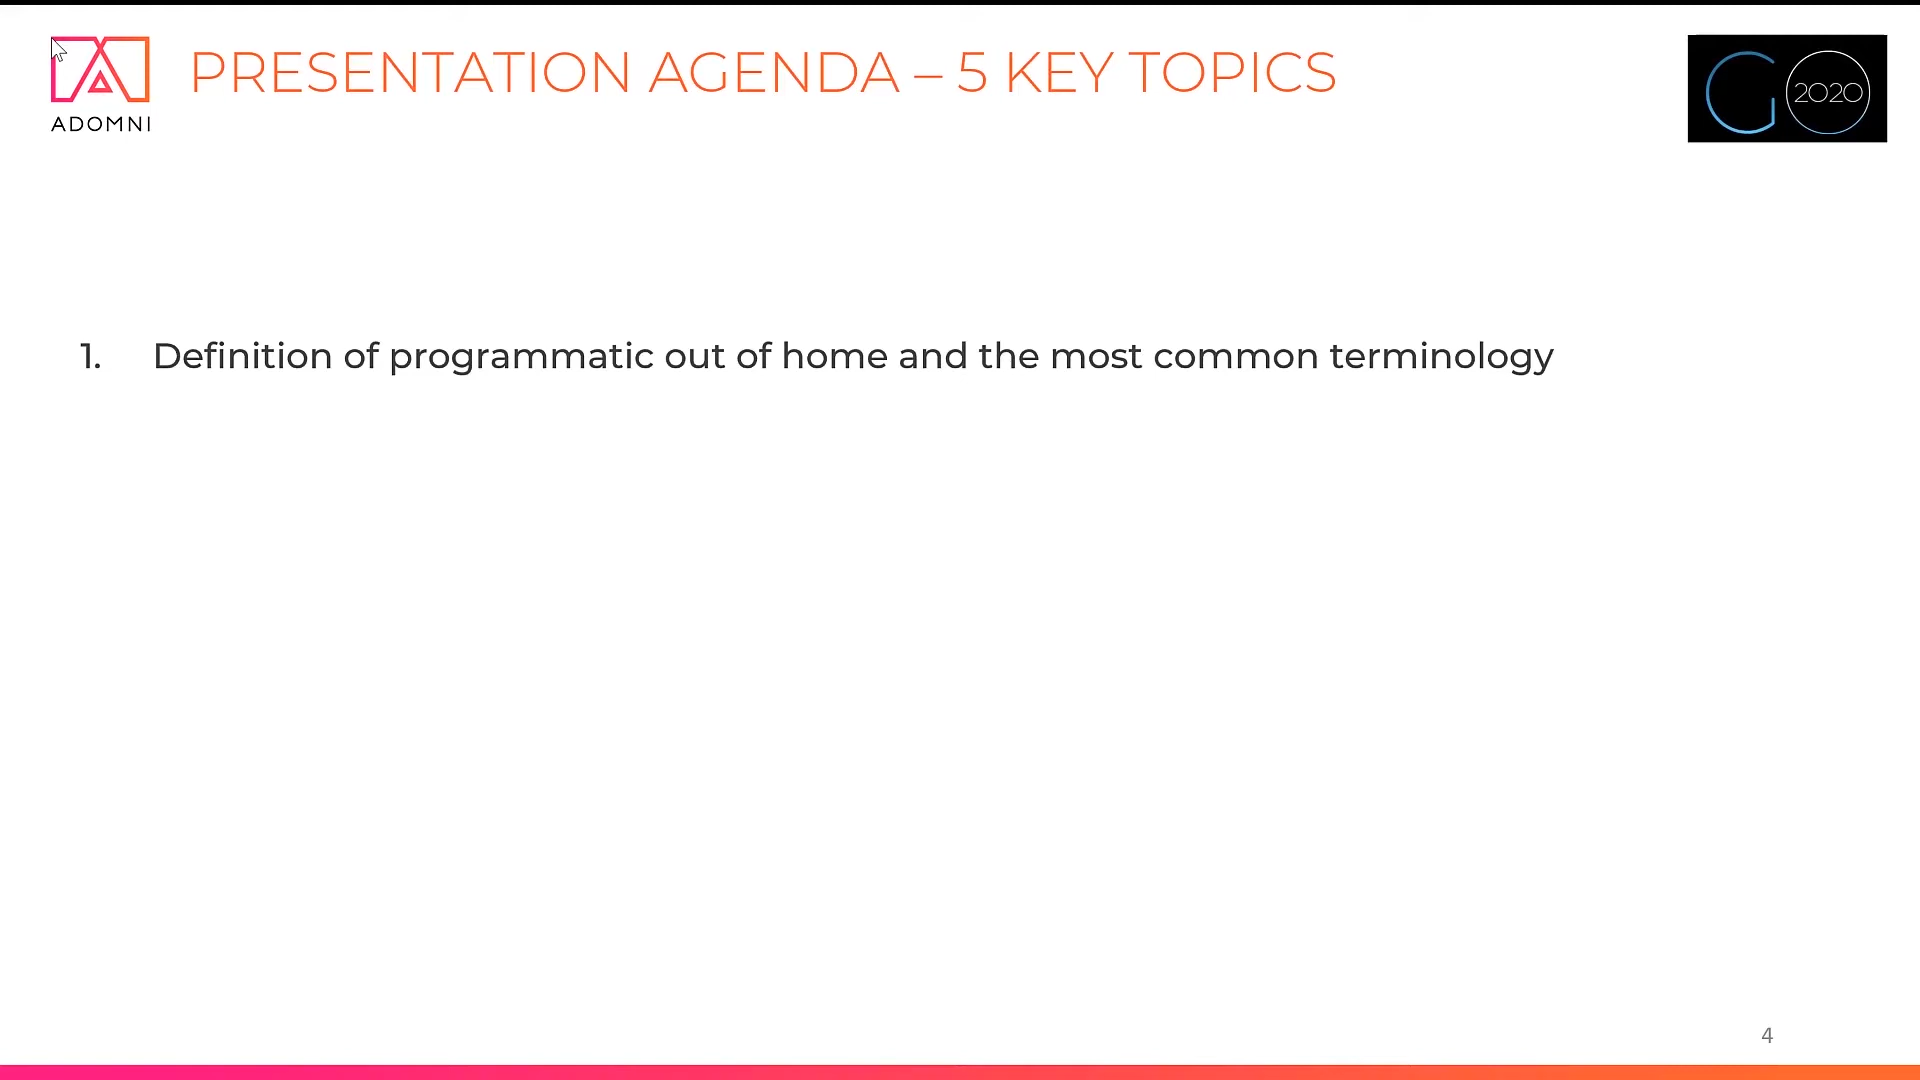 PRESENTATION AGENDA – 5 KEY TOPICS
ADOMNI
GO 2020
1. Definition of programmatic out of home and the most common terminology
4